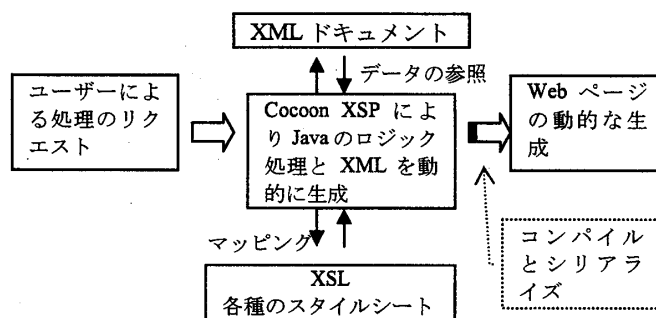 XML ドキュメント
データの参照
ユーザーによ
る処理のリク
エスト
Cocoon XSP によ
り Java のロジック
処理と XML を動
的に生成
Web ページ
の動的な生
成
マッピング
コンパイル
とシリアラ
イズ
XSL
各種のスタイルシート